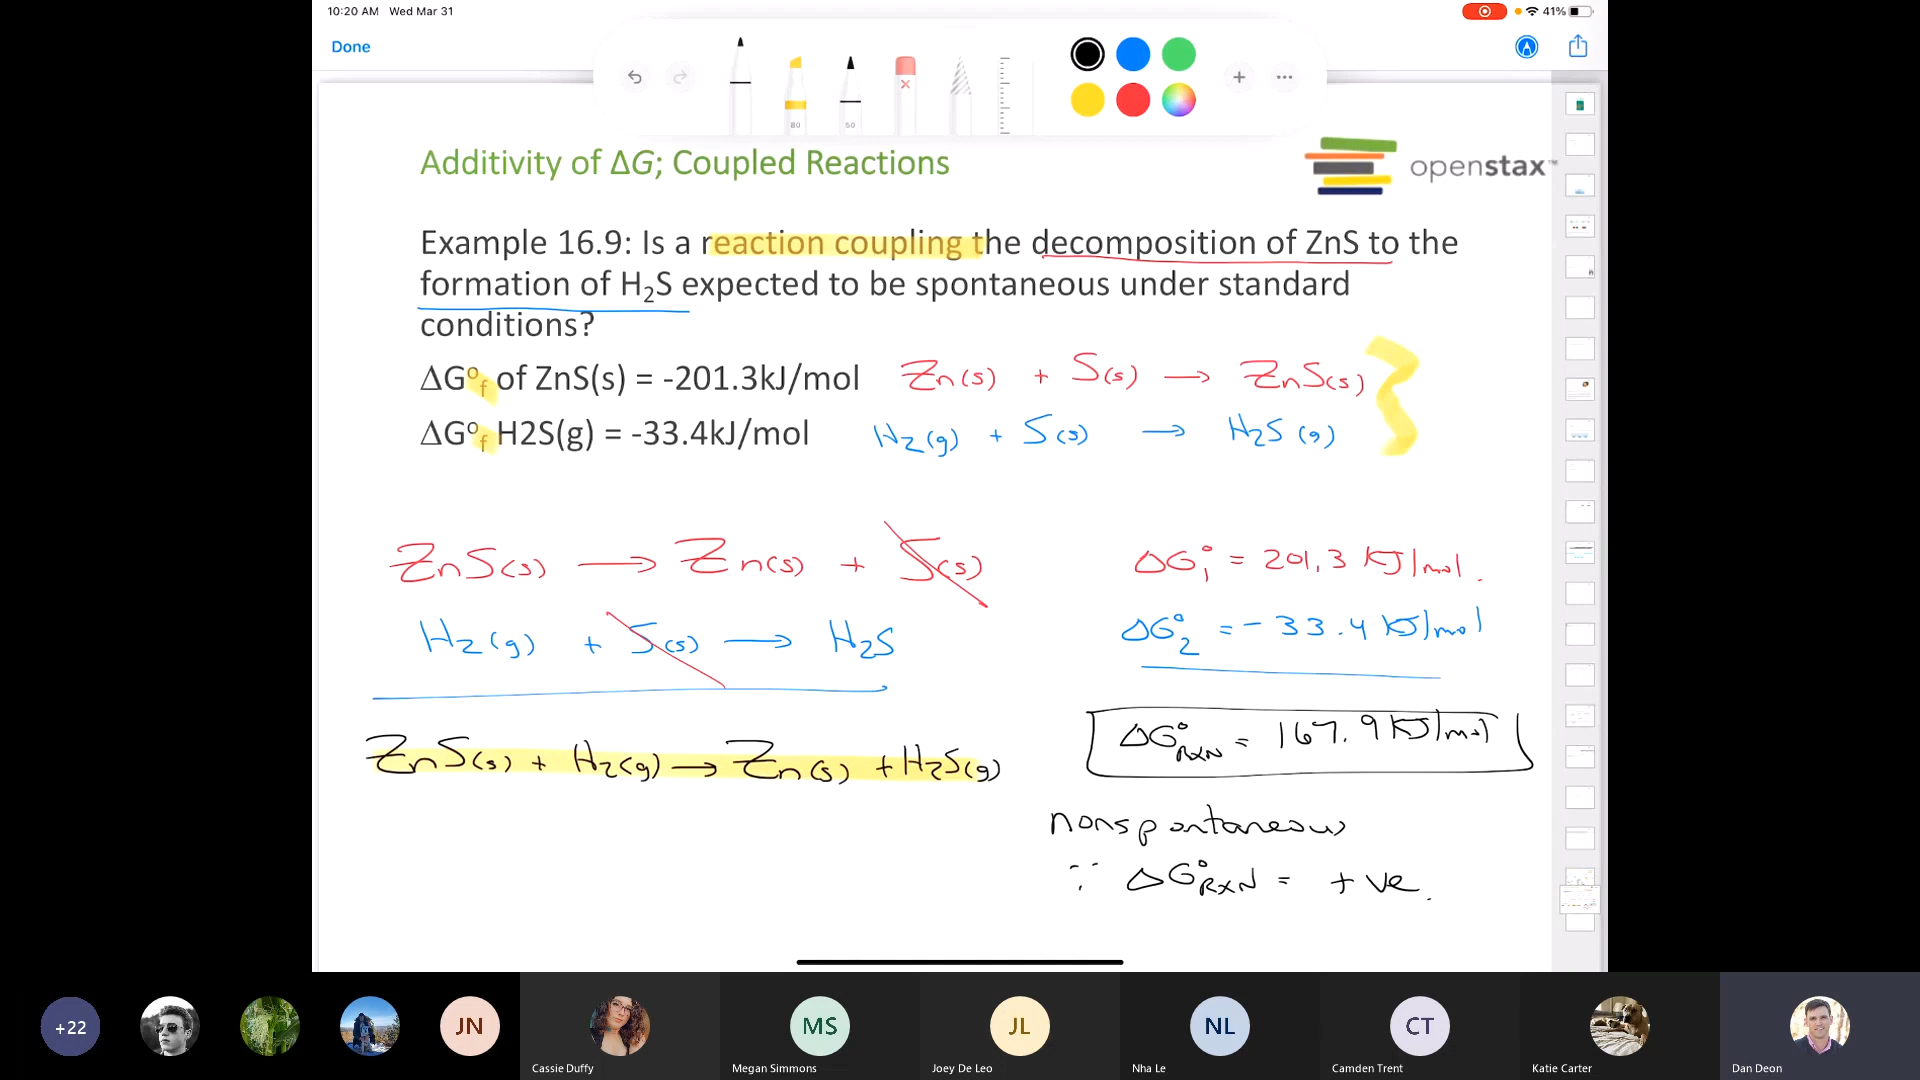 10:20 AM Wed Mar 31
41%
Done
80
50
Additivity of ΔG; Coupled Reactions
openstax™
Example 16.9: Is a reaction coupling the decomposition of ZnS to the
formation of H₂S expected to be spontaneous under standard
conditions?
ΔG°f of ZnS(s) = -201.3kJ/mol Zn(s) + S(s) → ZnS(s)
ΔG°f H2S(g) = -33.4kJ/mol H₂(g) + S(s) → H₂S(g)
ZnS(s) → Zn(s) + S(s) ΔG°₁ = 201.3 KJ/mol.
H₂(g) + S(s) → H₂S ΔG°₂ = -33.4 KJ/mol
ZnS(s) + H₂(g) → Zn(s) + H₂S(g) ΔG°RXN = 167.9 KJ/mol
nonspontaneous
∵ ΔG°RXN = +ve.
+22
JN
MS
JL
NL
CT
Cassie Duffy
Megan Simmons
Joey De Leo
Nha Le
Camden Trent
Katie Carter
Dan Deon